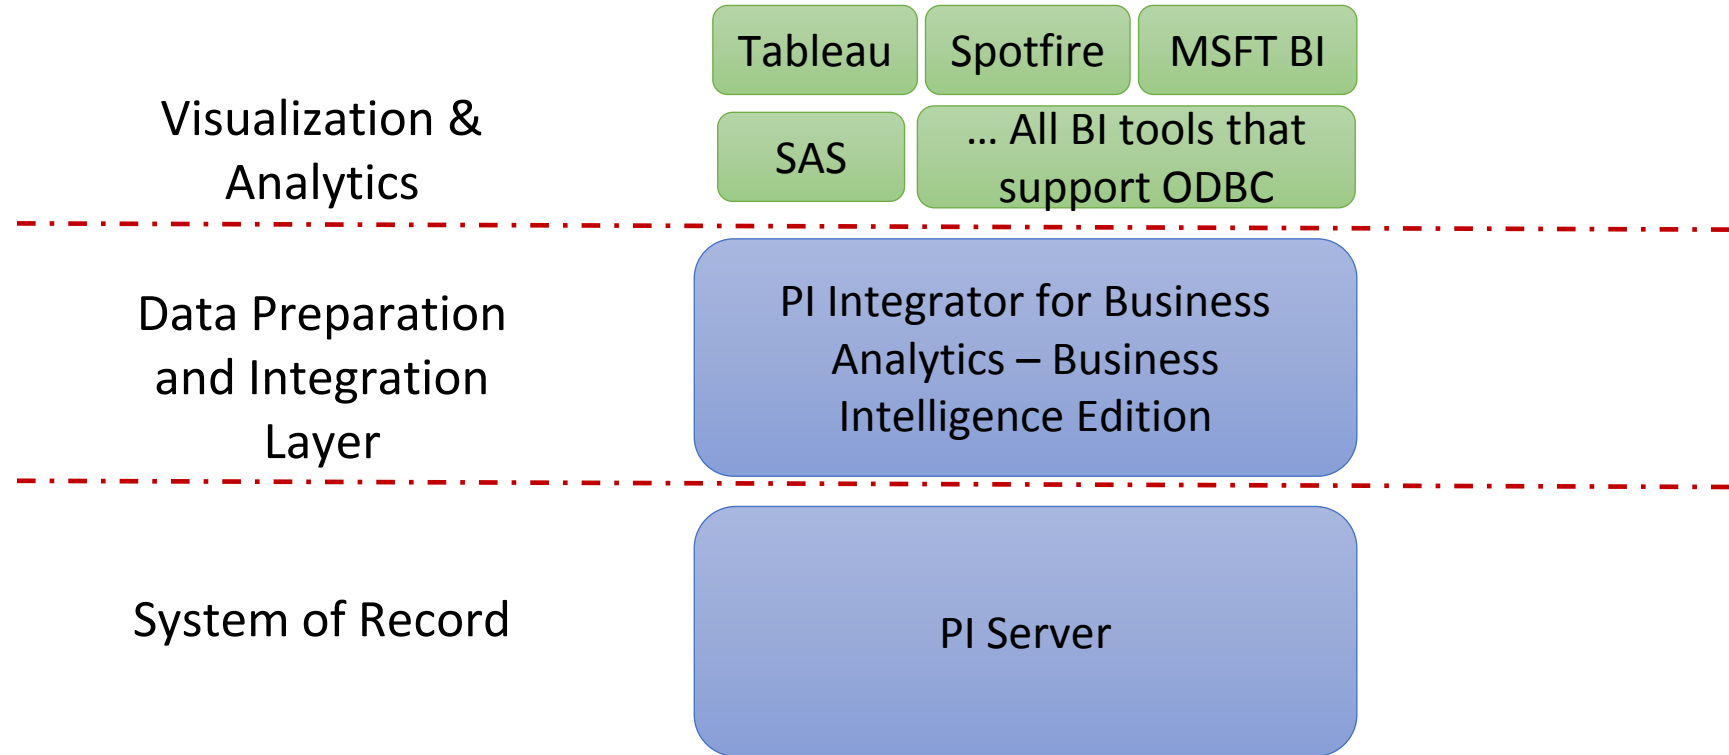 Tableau
Spotfire
MSFT BI
Visualization &
Analytics
SAS
... All BI tools that
support ODBC
Data Preparation
and Integration
Layer
PI Integrator for Business
Analytics – Business
Intelligence Edition
System of Record
PI Server